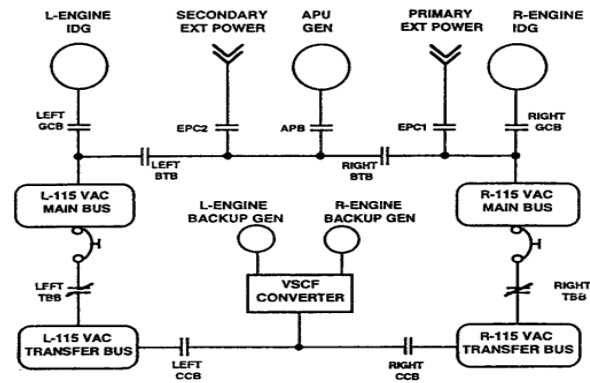 L-ENGINE
IDG
SECONDARY
EXT POWER
APU
GEN
PRIMARY
EXT POWER
R-ENGINE
IDG
LEFT
GCB
EPC2
APB
EPC1
RIGHT
GCB
LEFT
BTB
RIGHT
BTB
L-115 VAC
MAIN BUS
R-115 VAC
MAIN BUS
L-ENGINE
BACKUP GEN
R-ENGINE
BACKUP GEN
LEFT
TBB
VSCF
CONVERTER
RIGHT
TBB
L-115 VAC
TRANSFER BUS
R-115 VAC
TRANSFER BUS
LEFT
CCB
RIGHT
CCB